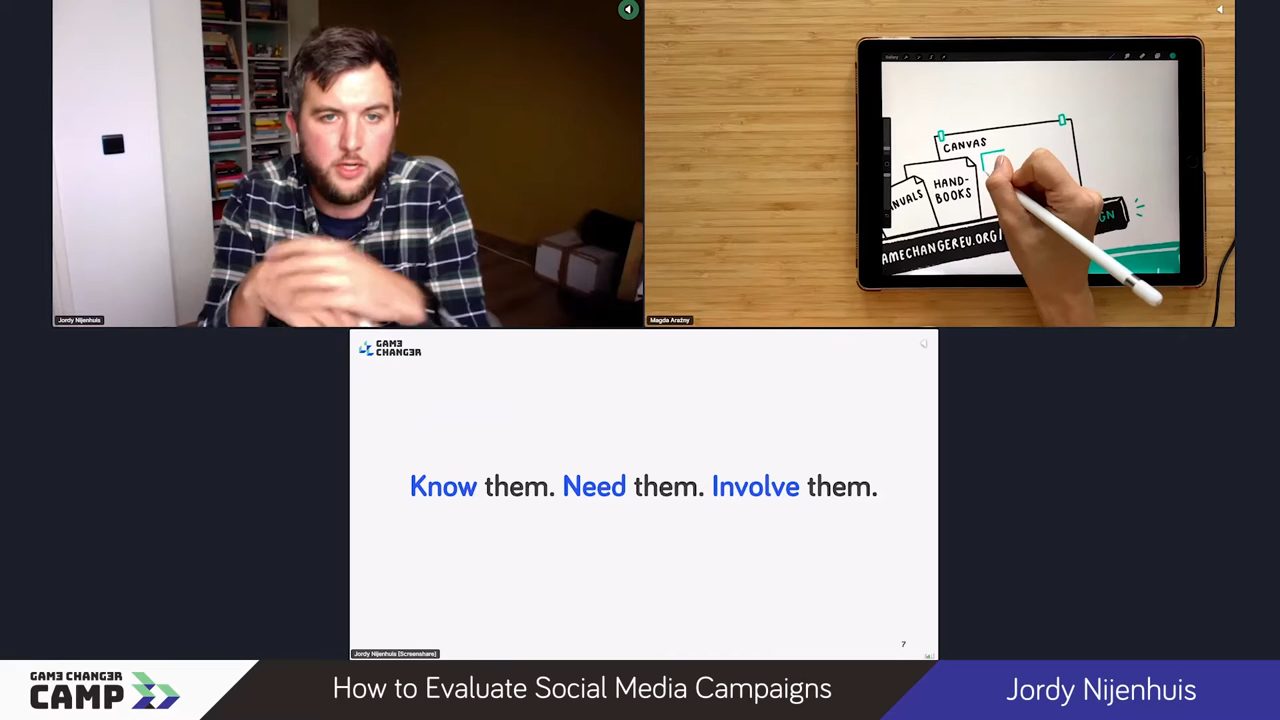 Jordy Nijenhuis
CANVAS
HAND-
BOOKS
NUALS
AMECHANGEREU.ORG/
GN
Magda Arażny
GAM3
CHANG3R
Know them. Need them. Involve them.
7
Jordy Nijenhuis [Screenshare]
GAM3 CHANG3R
CAMP
How to Evaluate Social Media Campaigns
Jordy Nijenhuis